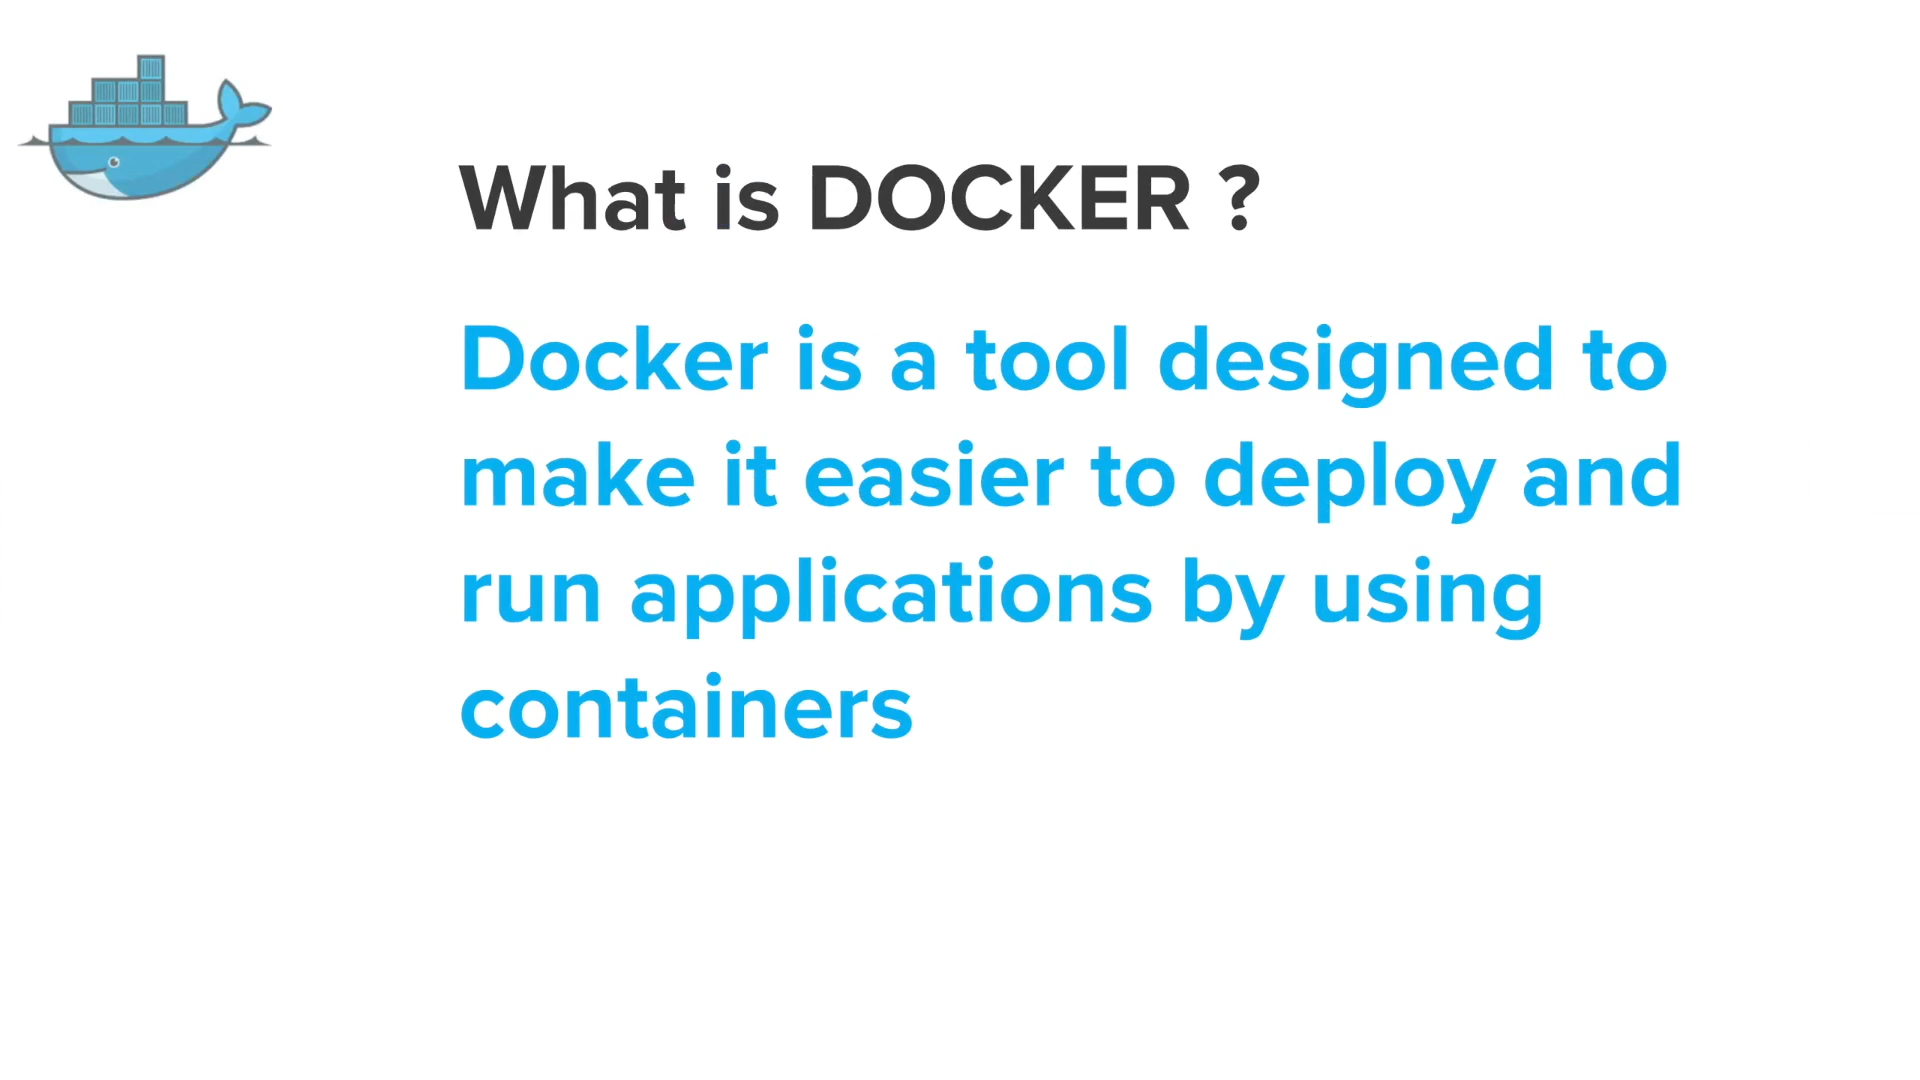 What is DOCKER ?
Docker is a tool designed to
make it easier to deploy and
run applications by using
containers